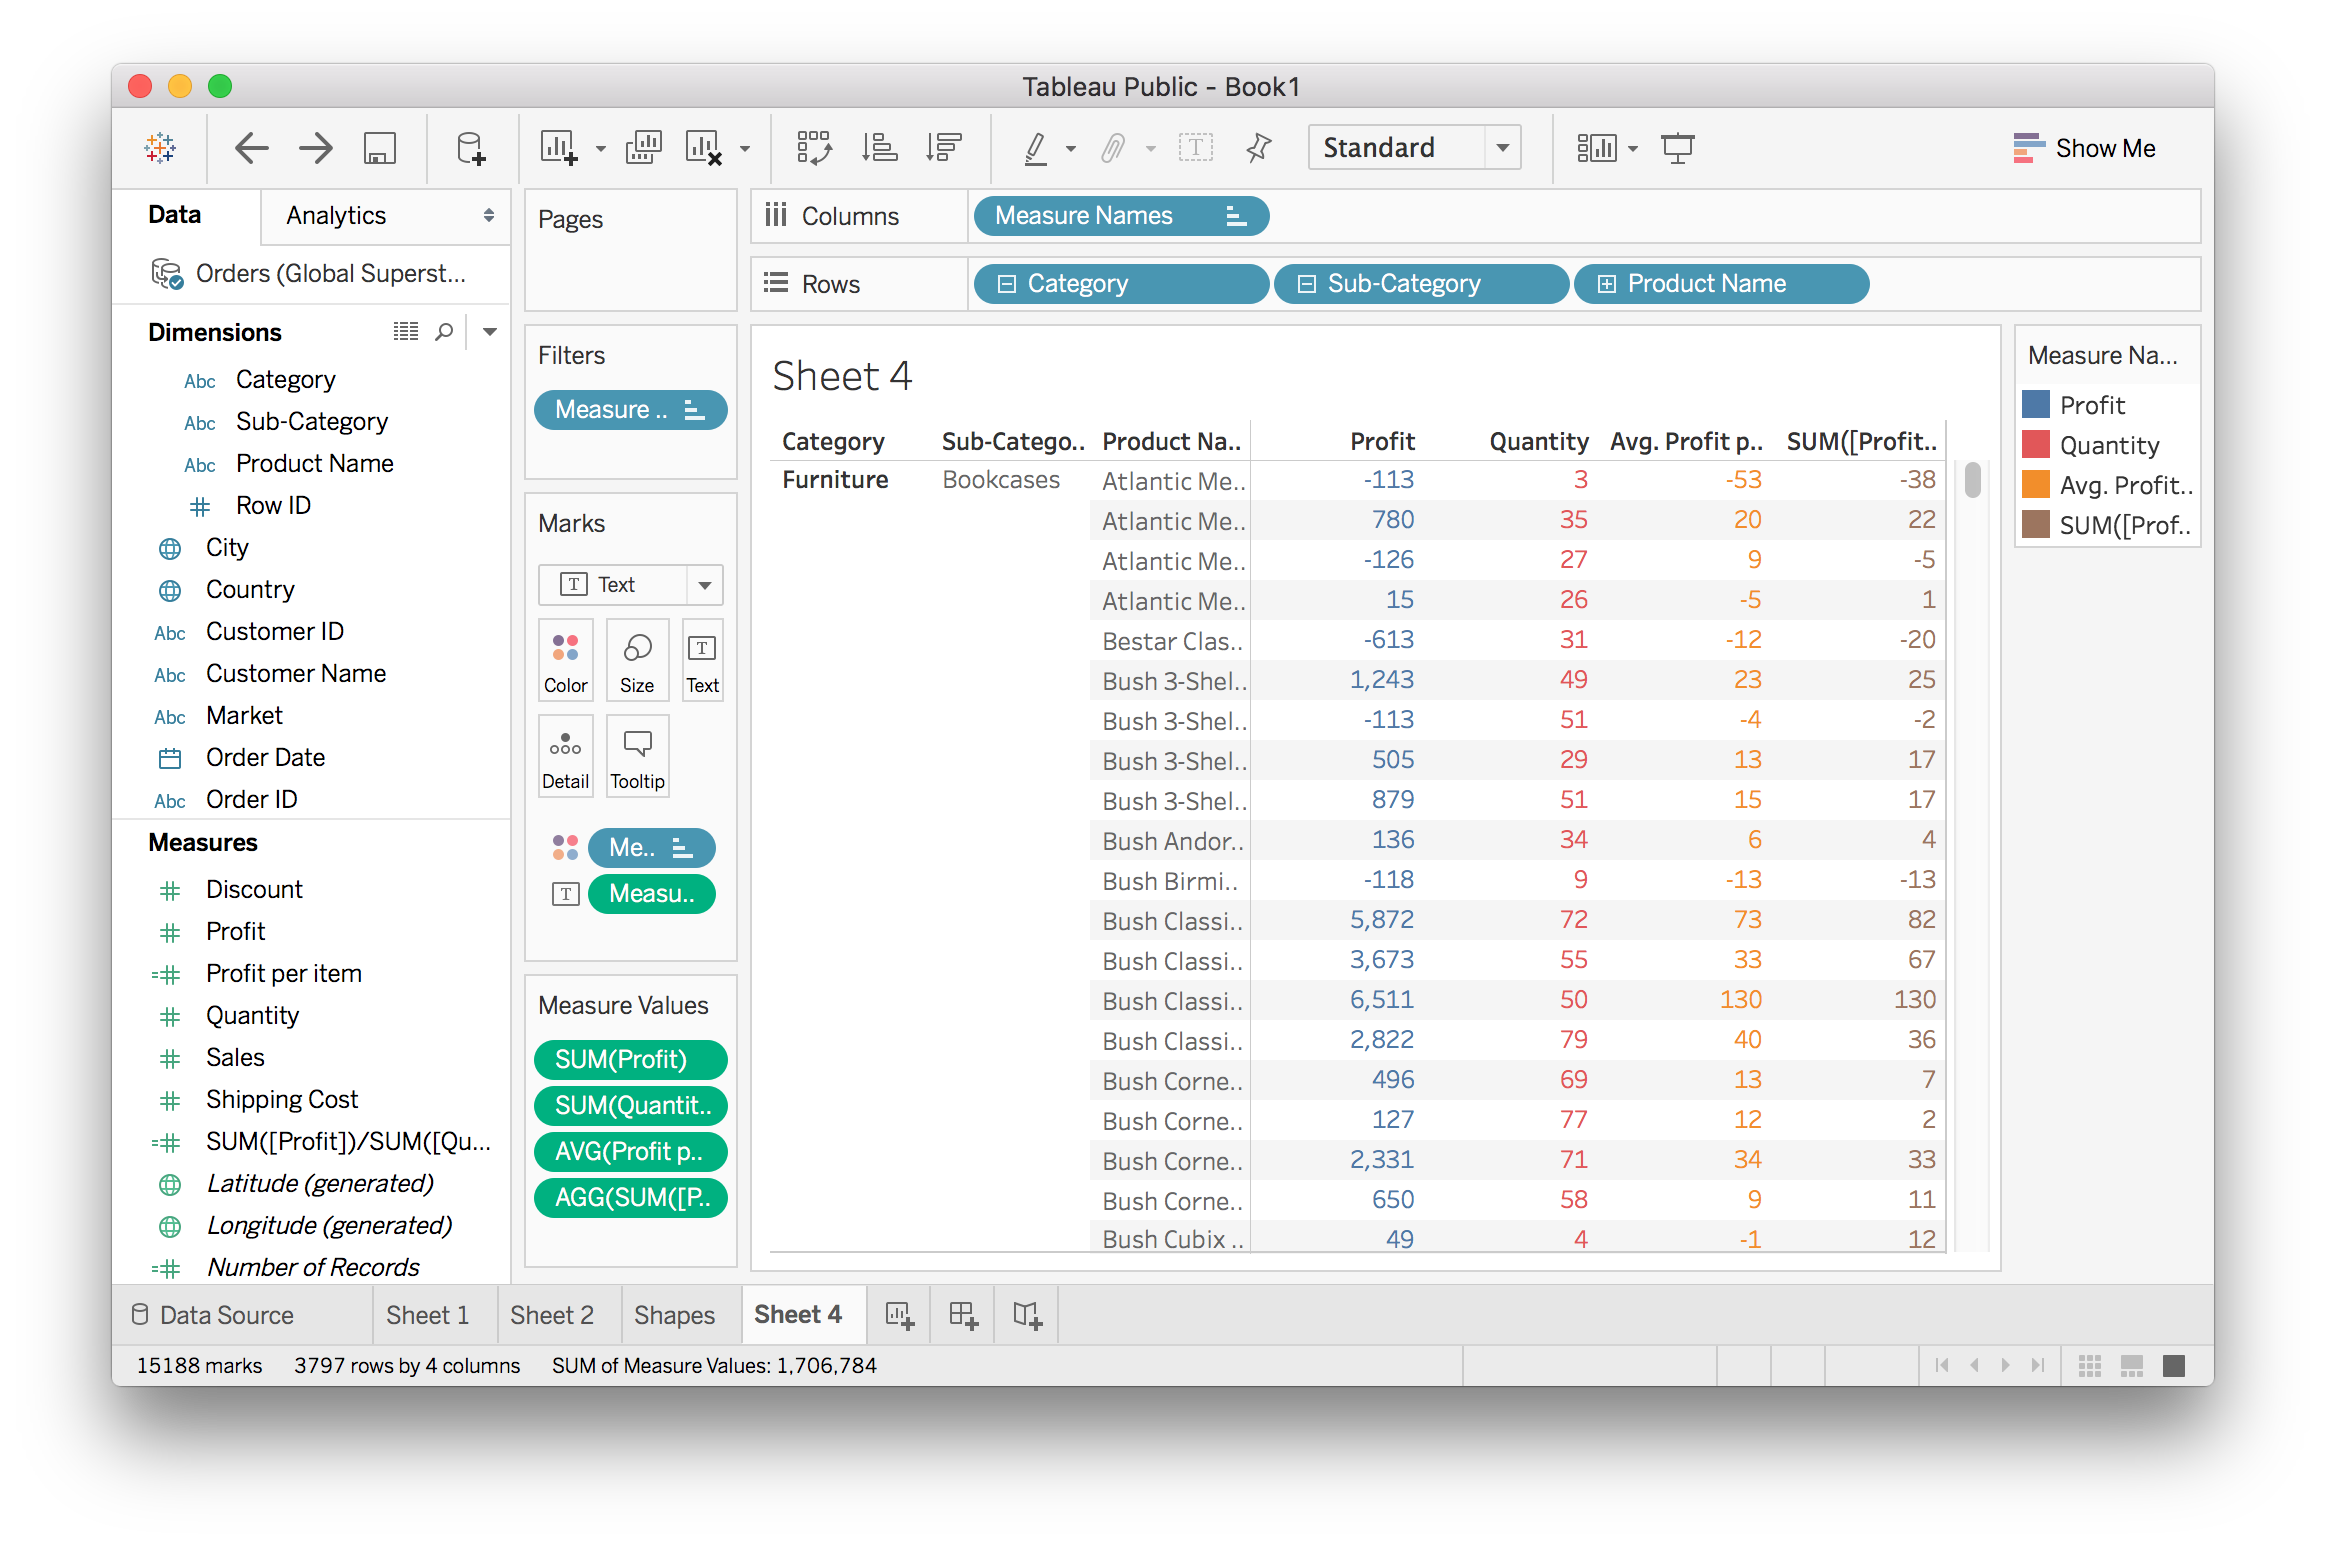 Tableau Public - Book1
Standard
Show Me
Data
Analytics
Orders (Global Superst...
Dimensions
Abc Category
Abc Sub-Category
Abc Product Name
Row ID
City
Country
Abc Customer ID
Abc Customer Name
Abc Market
Order Date
Abc Order ID
Measures
Discount
Profit
Profit per item
Quantity
Sales
Shipping Cost
SUM([Profit])/SUM([Qu...
Latitude (generated)
Longitude (generated)
Number of Records
Pages
Filters
Measure ..
Marks
T Text
Color Size Text
Detail Tooltip
Me..
T Measu..
Measure Values
SUM(Profit)
SUM(Quantit..
AVG(Profit p..
AGG(SUM([P..
Columns Measure Names
Rows Category Sub-Category Product Name
Sheet 4
Category Sub-Catego.. Product Na.. Profit Quantity Avg. Profit p.. SUM([Profit..
Furniture Bookcases Atlantic Me.. -113 3 -53 -38
Atlantic Me.. 780 35 20 22
Atlantic Me.. -126 27 9 -5
Atlantic Me.. 15 26 -5 1
Bestar Clas.. -613 31 -12 -20
Bush 3-Shel.. 1,243 49 23 25
Bush 3-Shel.. -113 51 -4 -2
Bush 3-Shel.. 505 29 13 17
Bush 3-Shel.. 879 51 15 17
Bush Andor.. 136 34 6 4
Bush Birmi.. -118 9 -13 -13
Bush Classi.. 5,872 72 73 82
Bush Classi.. 3,673 55 33 67
Bush Classi.. 6,511 50 130 130
Bush Classi.. 2,822 79 40 36
Bush Corne.. 496 69 13 7
Bush Corne.. 127 77 12 2
Bush Corne.. 2,331 71 34 33
Bush Corne.. 650 58 9 11
Bush Cubix .. 49 4 -1 12
Measure Na...
Profit
Quantity
Avg. Profit..
SUM([Prof..
Data Source Sheet 1 Sheet 2 Shapes Sheet 4
15188 marks 3797 rows by 4 columns SUM of Measure Values: 1,706,784